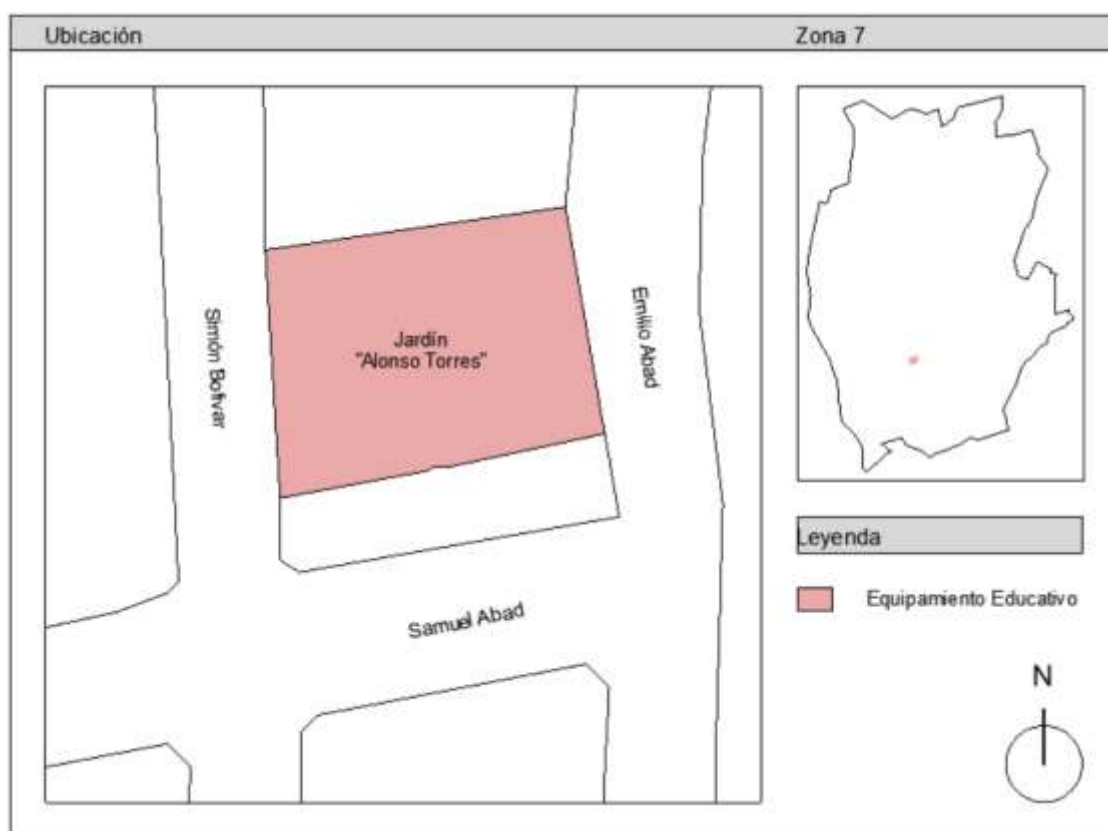 Ubicación
Zona 7
Simón Bolívar
Jardín
"Alonso Torres"
Emilio Abad
Samuel Abad
Leyenda
Equipamiento Educativo
N